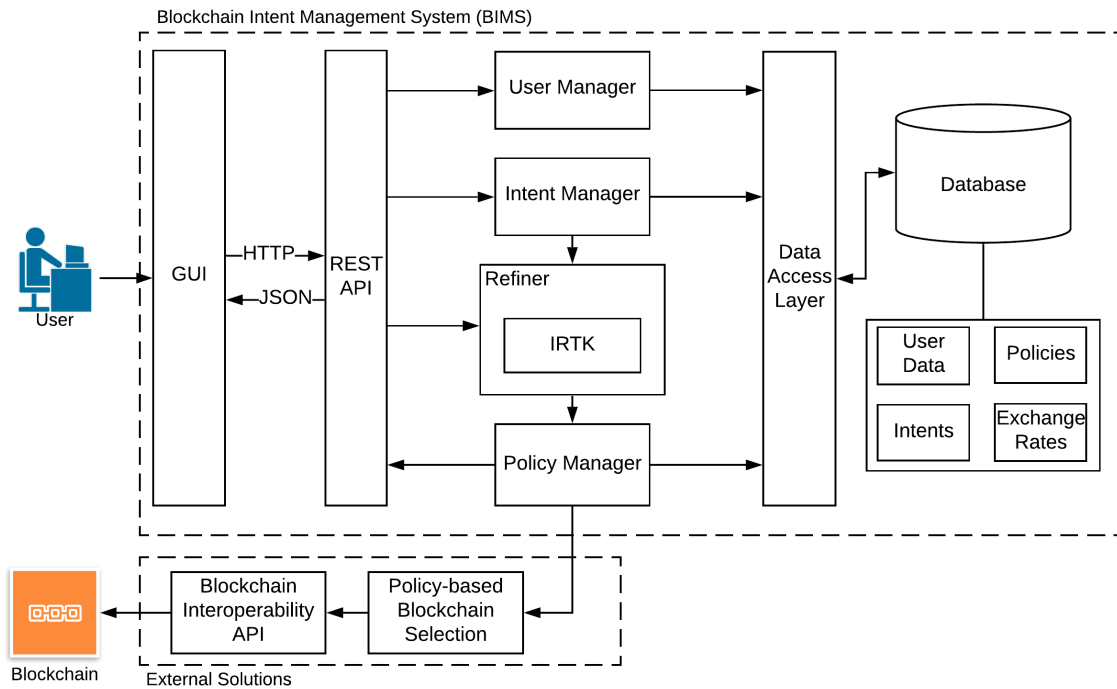 Blockchain Intent Management System (BIMS)
User
GUI
HTTP
JSON
REST
API
User Manager
Intent Manager
Refiner
IRTK
Policy Manager
Data
Access
Layer
Database
User
Data
Policies
Intents
Exchange
Rates
Blockchain
Blockchain
Interoperability
API
Policy-based
Blockchain
Selection
External Solutions